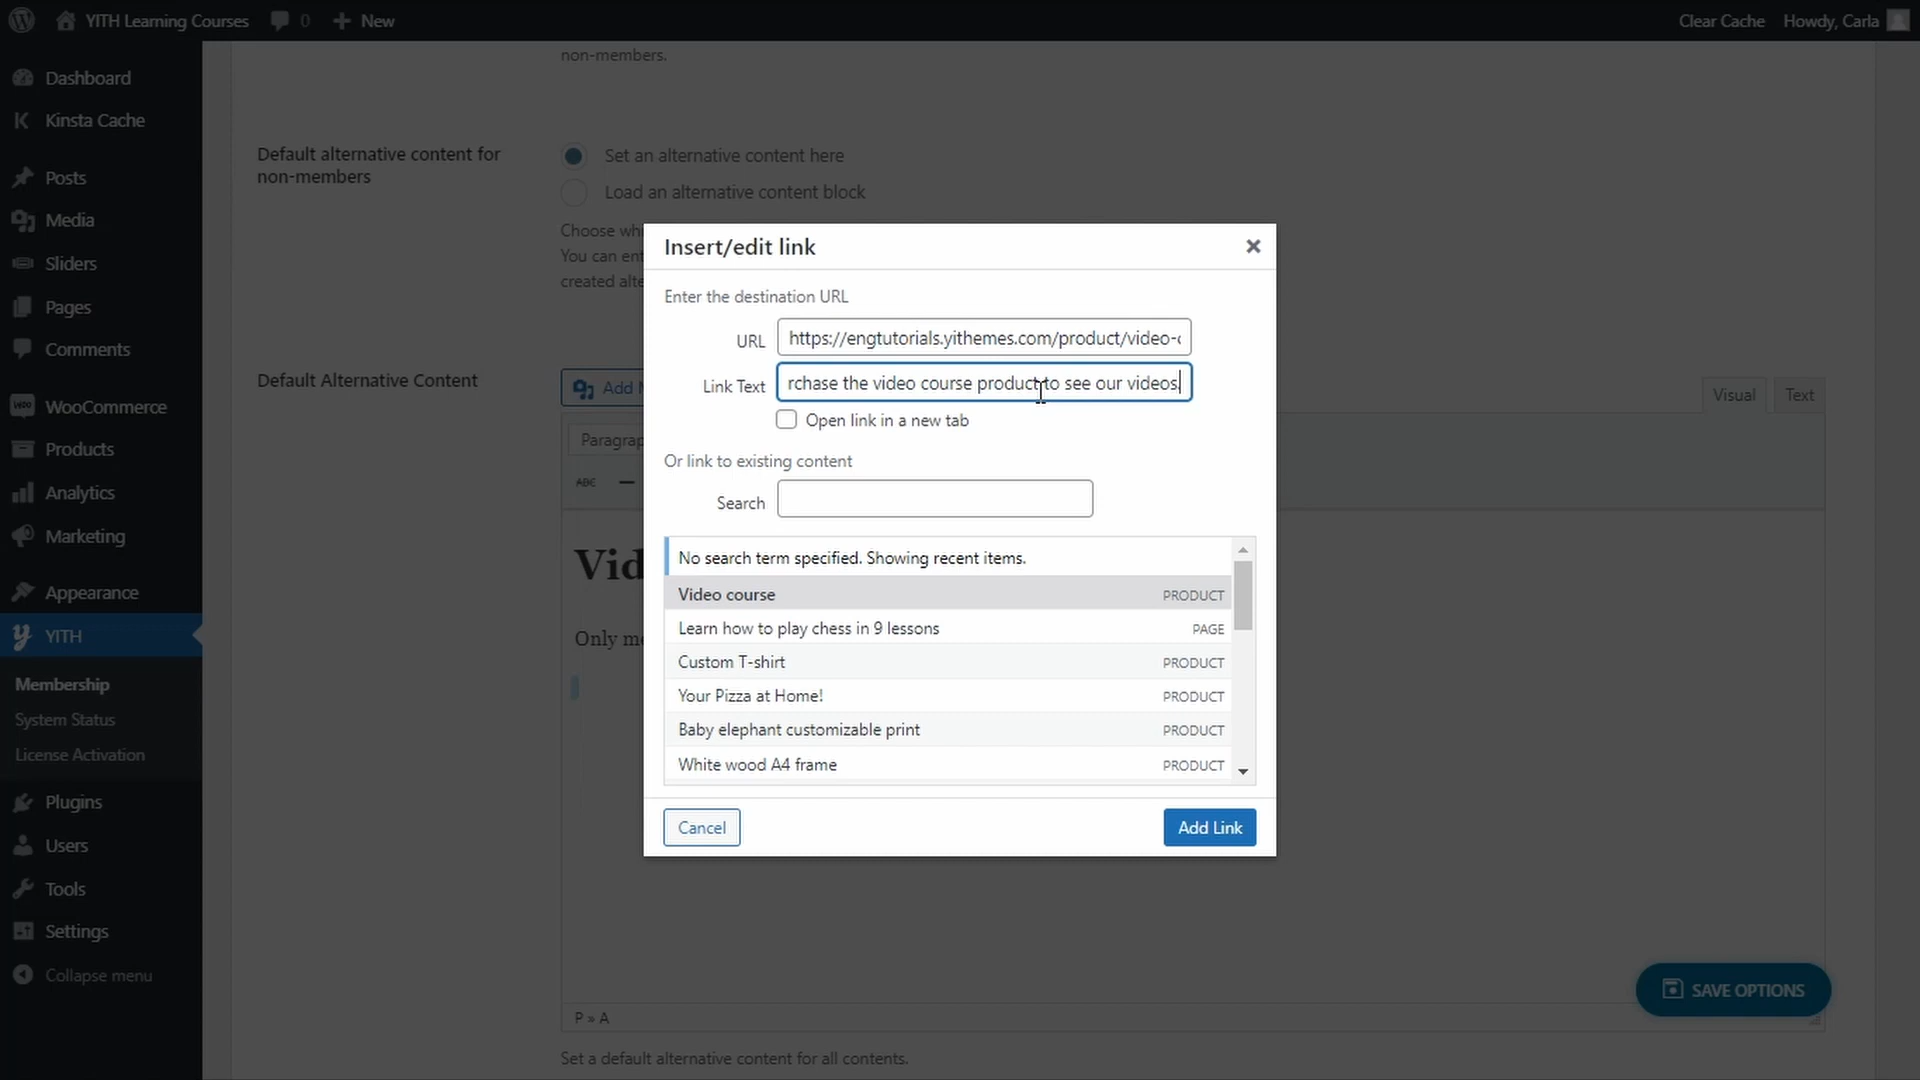 YITH Learning Courses 0 New Clear Cache Howdy, Carla
Dashboard
Kinsta Cache
Posts
Media
Sliders
Pages
Comments
WooCommerce
Products
Analytics
Marketing
Appearance
YITH
Membership
System Status
License Activation
Plugins
Users
Tools
Settings
Collapse menu
non-members.
Default alternative content for
non-members
Set an alternative content here
Load an alternative content block
Choose
You can
created
Default Alternative Content
Add
Visual Text
ABC
Only
P » A
Set a default alternative content for all contents.
SAVE OPTIONS
Insert/edit link
Enter the destination URL
URL https://engtutorials.yithemes.com/product/video-
Link Text rchase the video course product to see our videos.
Open link in a new tab
Or link to existing content
Search
No search term specified. Showing recent items.
Video course PRODUCT
Learn how to play chess in 9 lessons PAGE
Custom T-shirt PRODUCT
Your Pizza at Home! PRODUCT
Baby elephant customizable print PRODUCT
White wood A4 frame PRODUCT
Cancel Add Link